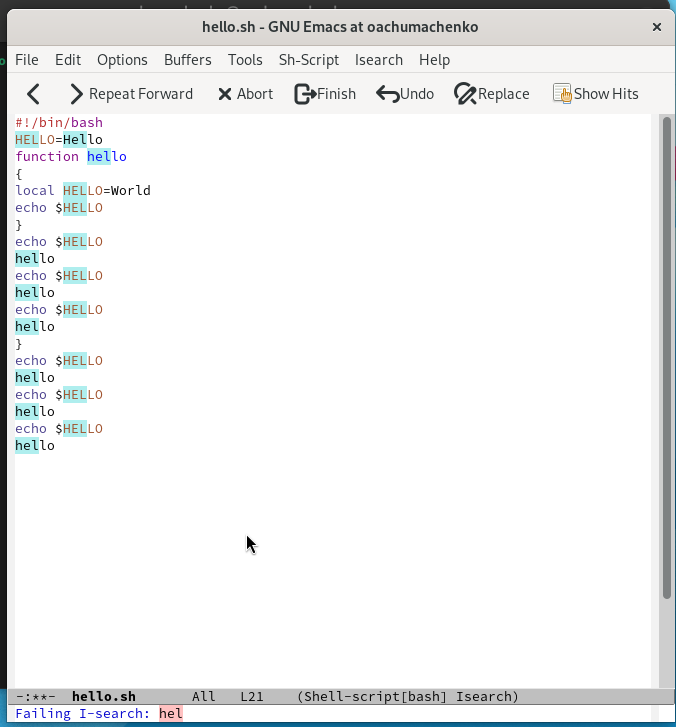 hello.sh - GNU Emacs at oachumachenko
File Edit Options Buffers Tools Sh-Script Isearch Help
Repeat Forward Abort Finish Undo Replace Show Hits
#!/bin/bash
HELLO=Hello
function hello
{
local HELLO=World
echo $HELLO
}
echo $HELLO
hello
echo $HELLO
hello
echo $HELLO
hello
}
echo $HELLO
hello
echo $HELLO
hello
echo $HELLO
hello
-:**- hello.sh All L21 (Shell-script[bash] Isearch)
Failing I-search: hel